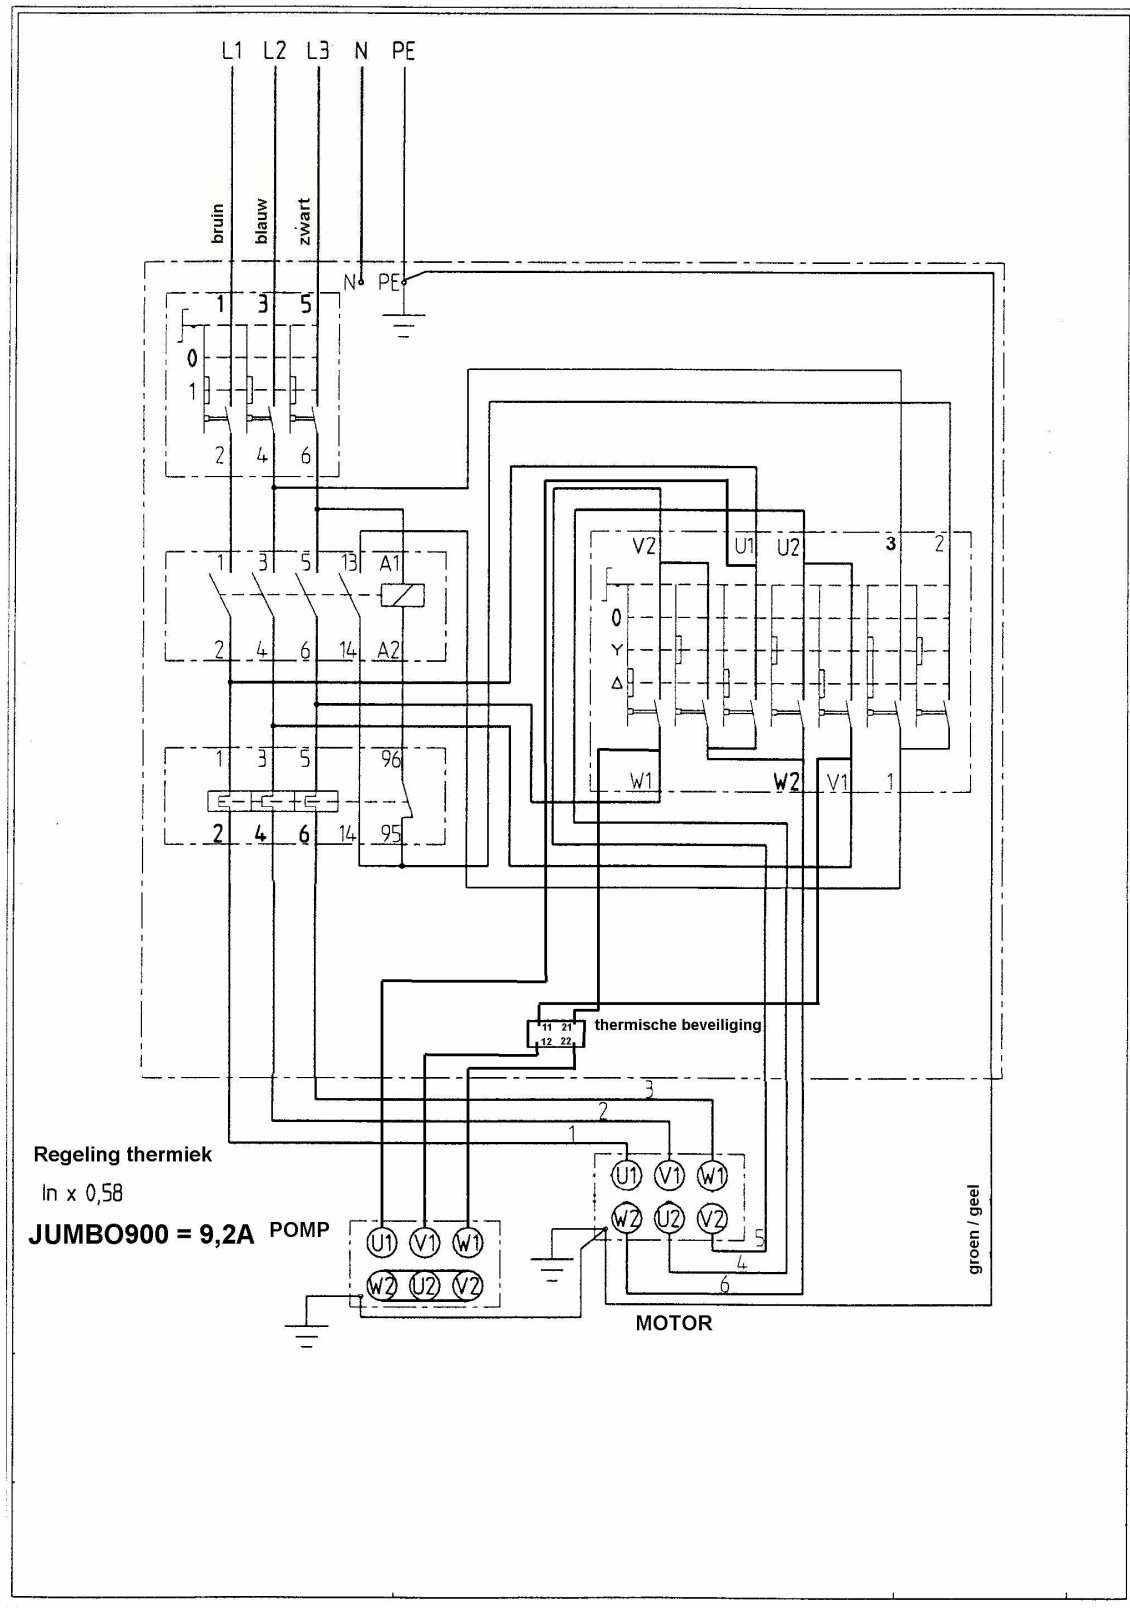 L1 L2 L3 N PE
bruin
blauw
zwart
N PE
1 3 5
0
1
2 4 6
V2 U1 U2 3 2
1 3 5 13 A1
0
Y
2 4 6 14 A2
Δ
1 3 5 96
W1 W2 V1 1
2 4 6 14 95
11 21
12 22
thermische beveiliging
3
2
1
Regeling thermiek
In x 0,58
JUMBO900 = 9,2A
POMP
U1 V1 W1
W2 U2 V2
5
4
6
U1 V1 W1
W2 U2 V2
MOTOR
groen / geel